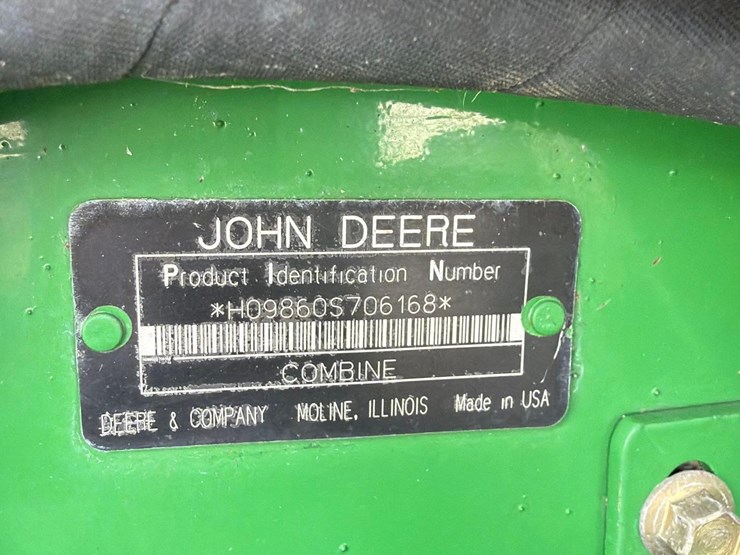 JOHN DEERE
Product Identification Number
*H09860S706168*
COMBINE
DEERE & COMPANY MOLINE, ILLINOIS Made in USA